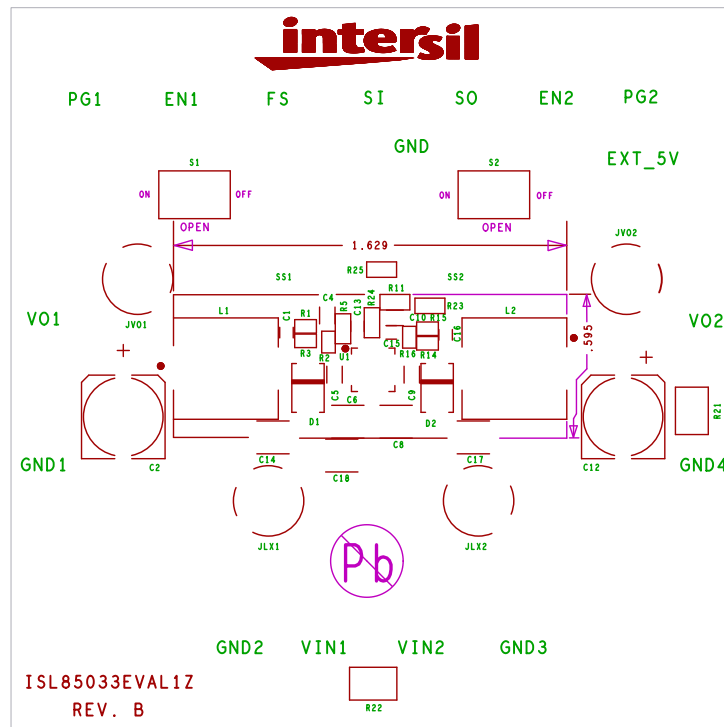 intersil
PG1 EN1 FS SI SO EN2 PG2
GND
EXT_5V
S1 S2
ON OFF ON OFF
OPEN OPEN
1.629
JVO1 JVO2
R25
SS1 SS2
R11
R23
R24
C13
R5
C4
C1
L1 L2
R1
C10 R15
C16
VO1 VO2
.595
R3
R2
U1
C15
R16
R14
+ +
C5
C6
C9
D1 D2
R21
GND1 GND4
C2 C12
C14 C8 C17
C18
JLX1 JLX2
Pb
GND2 VIN1 VIN2 GND3
ISL85033EVAL1Z
REV. B
R22